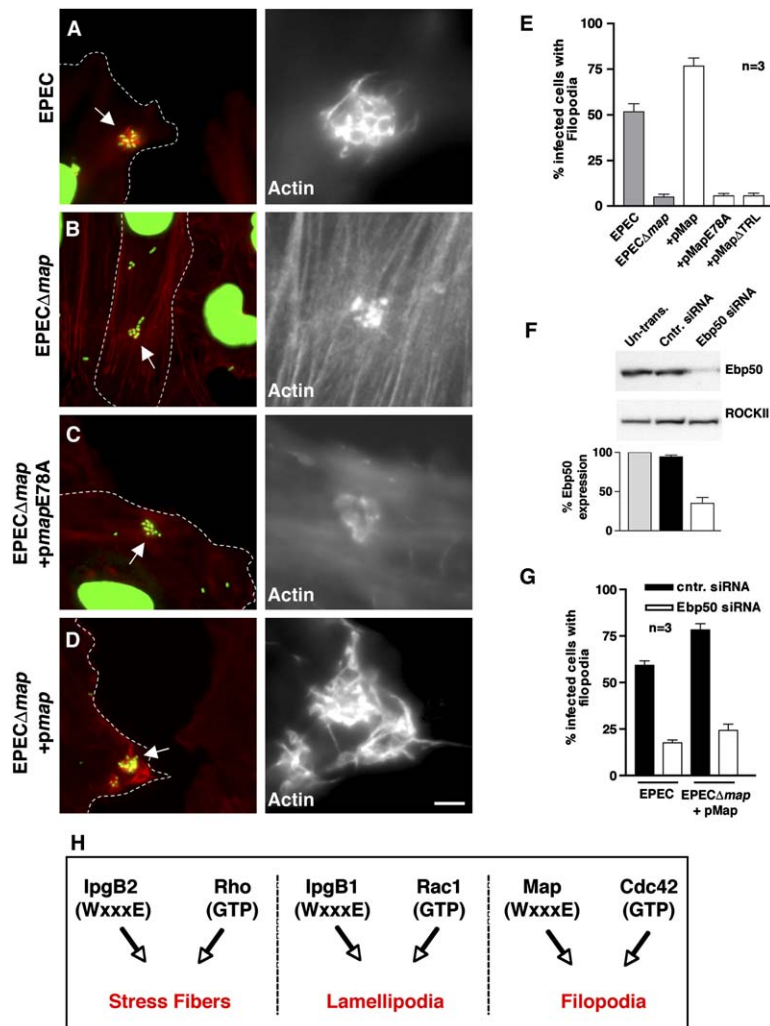 A
EPEC
Actin
B
EPECΔmap
Actin
C
EPECΔmap
+pmapE78A
Actin
D
EPECΔmap
+pmap
Actin
E
% infected cells with
Filopodia
75
50
25
0
n=3
EPEC
EPECΔmap
+pMap
+pMapE78A
+pMapΔTRL
F
Un-trans.
Cntr. siRNA
Ebp50 siRNA
Ebp50
ROCKII
% Ebp50
expression
100
50
0
G
cntr. siRNA
Ebp50 siRNA
n=3
% infected cells with
filopodia
75
50
25
0
EPEC
EPECΔmap
+ pMap
H
IpgB2
(WxxxE)
Rho
(GTP)
Stress Fibers
IpgB1
(WxxxE)
Rac1
(GTP)
Lamellipodia
Map
(WxxxE)
Cdc42
(GTP)
Filopodia